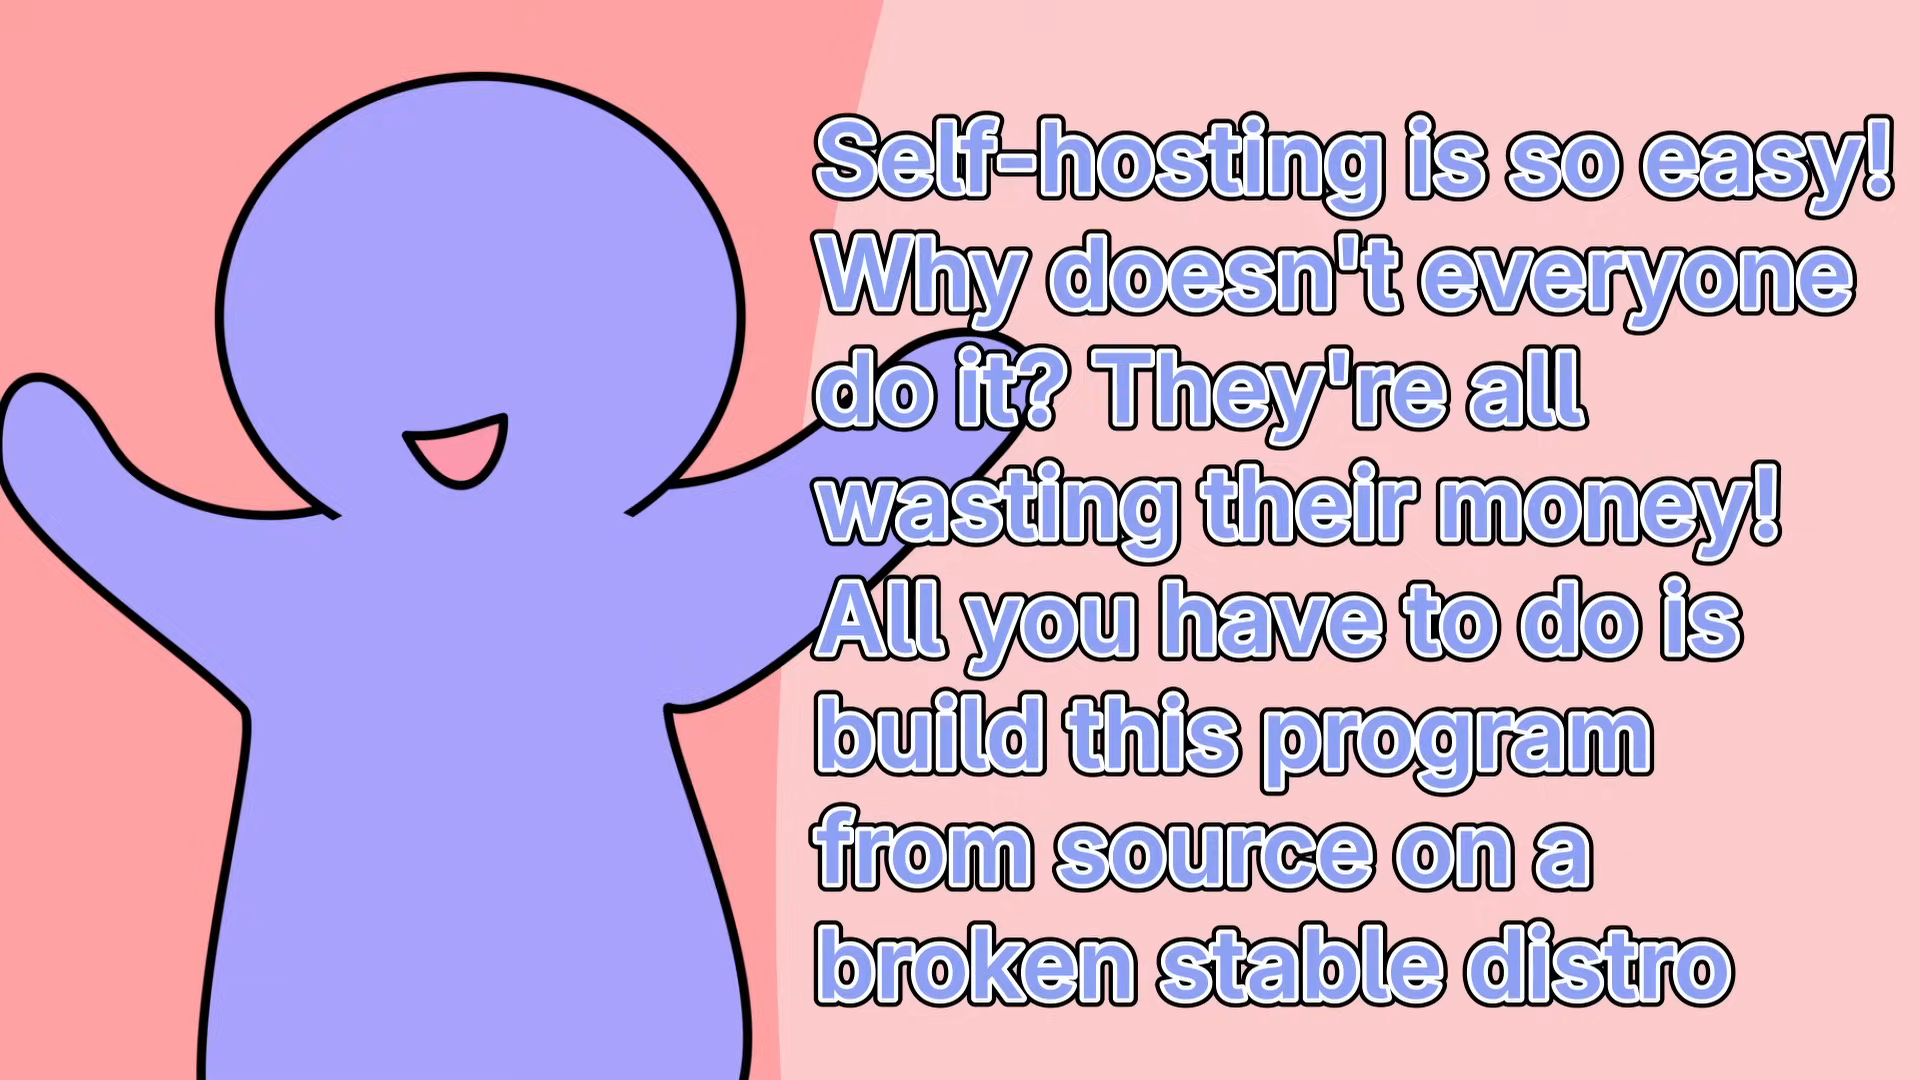 Self-hosting is so easy!
Why doesn't everyone
do it? They're all
wasting their money!
All you have to do is
build this program
from source on a
broken stable distro